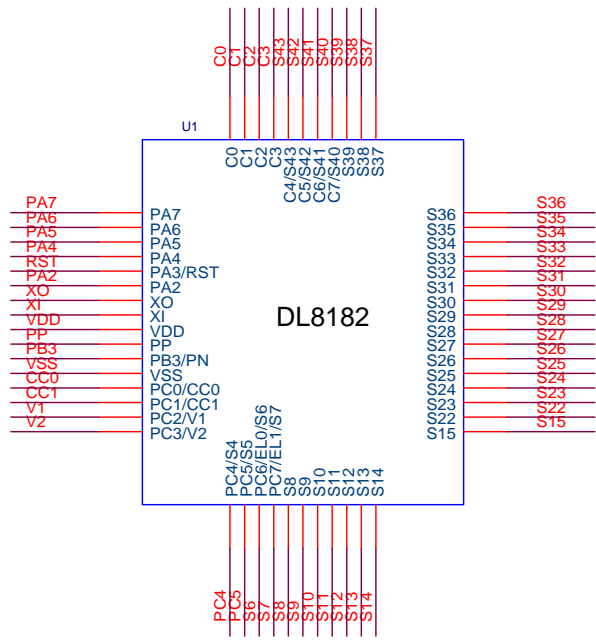 C0
C1
C2
C3
S43
S42
S41
S40
S39
S38
S37
U1
C0
C1
C2
C3
C4/S43
C5/S42
C6/S41
C7/S40
S39
S38
S37
PA7
PA6
PA5
PA4
RST
PA2
XO
XI
VDD
PP
PB3
VSS
CC0
CC1
V1
V2
PA7
PA6
PA5
PA4
PA3/RST
PA2
XO
XI
VDD
PP
PB3/PN
VSS
PC0/CC0
PC1/CC1
PC2/V1
PC3/V2
DL8182
S36
S35
S34
S33
S32
S31
S30
S29
S28
S27
S26
S25
S24
S23
S22
S15
S36
S35
S34
S33
S32
S31
S30
S29
S28
S27
S26
S25
S24
S23
S22
S15
PC4/S4
PC5/S5
PC6/EL0/S6
PC7/EL1/S7
S8
S9
S10
S11
S12
S13
S14
PC4
PC5
S6
S7
S8
S9
S10
S11
S12
S13
S14